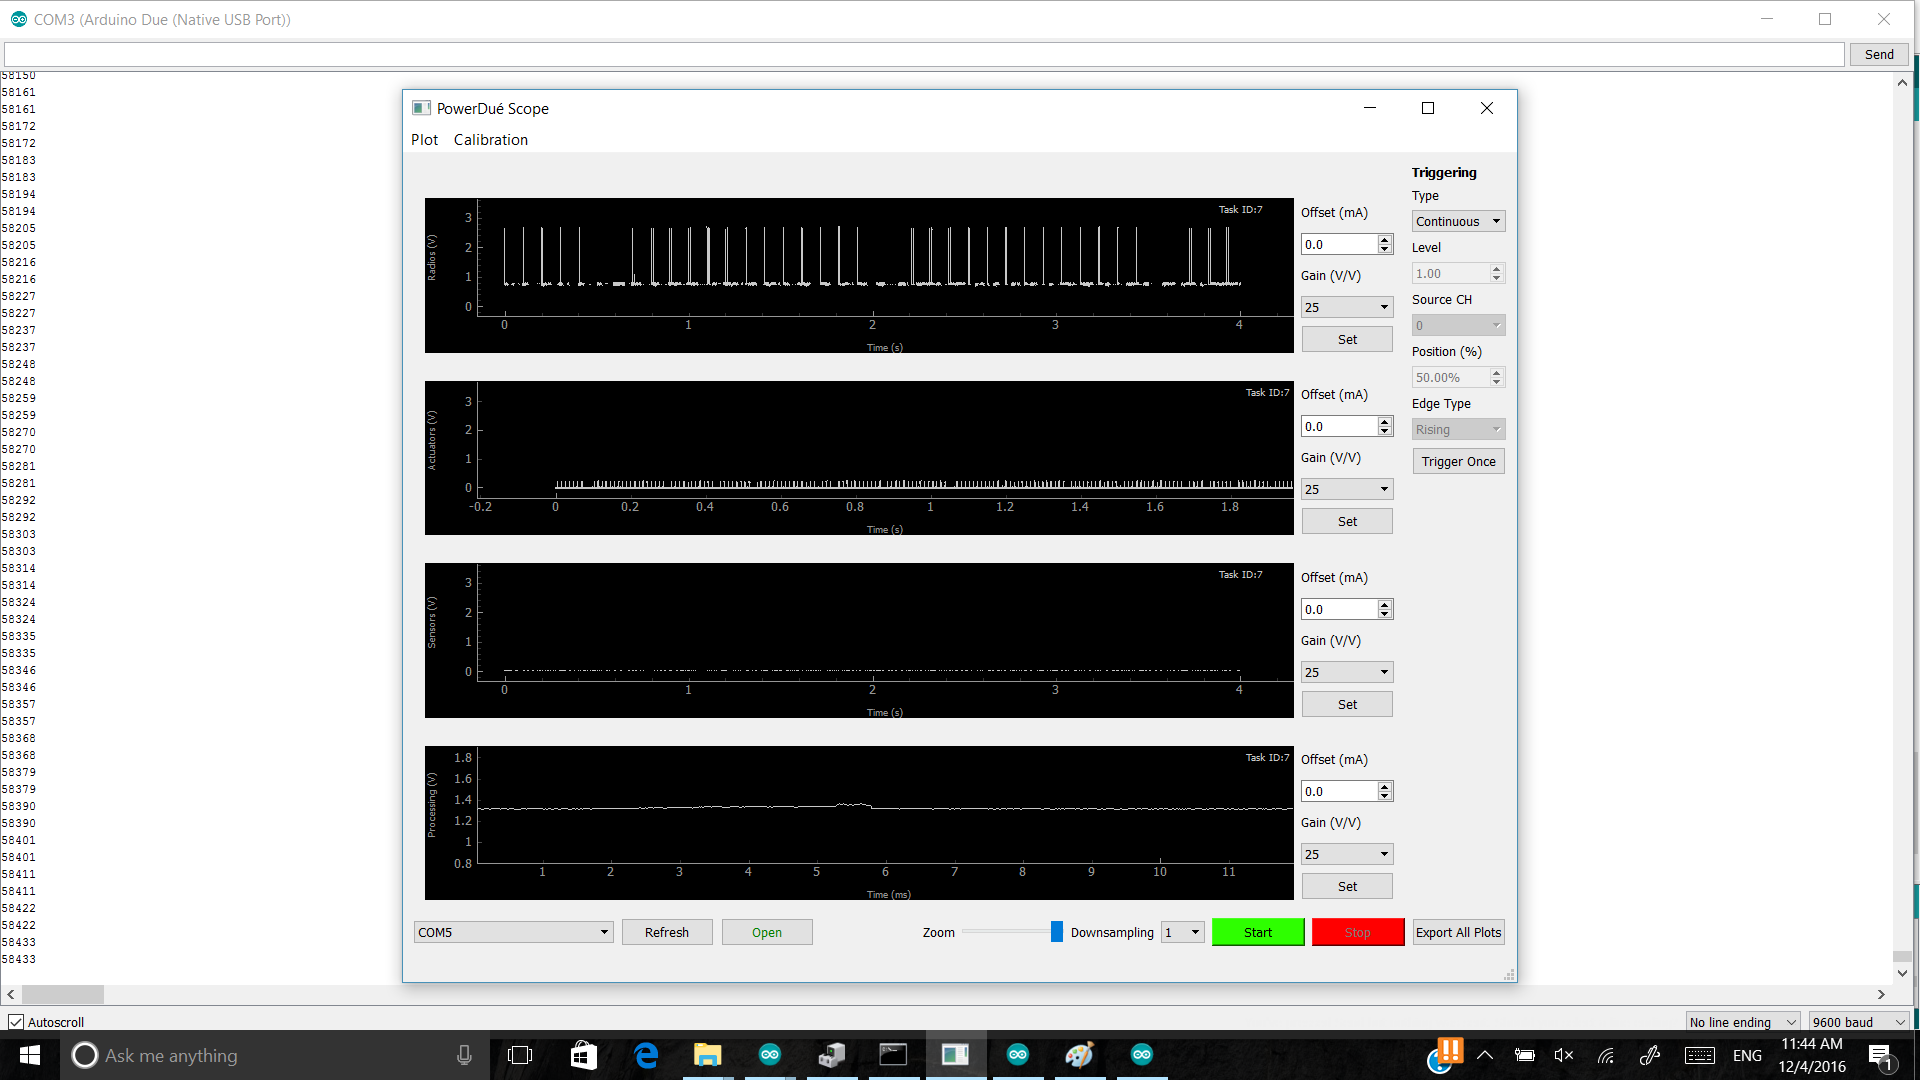 COM3 (Arduino Due (Native USB Port))
Send
58150
58161
58161
58172
58172
58183
58183
58194
58194
58205
58205
58216
58216
58227
58227
58237
58237
58248
58248
58259
58259
58270
58270
58281
58281
58292
58292
58303
58303
58314
58314
58324
58324
58335
58335
58346
58346
58357
58357
58368
58368
58379
58379
58390
58390
58401
58401
58411
58411
58422
58422
58433
58433
PowerDué Scope
Plot Calibration
Task ID:7
Radios (V)
3
2
1
0
0 1 2 3 4
Time (s)
Offset (mA)
0.0
Gain (V/V)
25
Set
Task ID:7
Actuators (V)
3
2
1
0
-0.2 0 0.2 0.4 0.6 0.8 1 1.2 1.4 1.6 1.8
Time (s)
Offset (mA)
0.0
Gain (V/V)
25
Set
Task ID:7
Sensors (V)
3
2
1
0
0 1 2 3 4
Time (s)
Offset (mA)
0.0
Gain (V/V)
25
Set
Task ID:7
Processing (V)
1.8
1.6
1.4
1.2
1
0.8
1 2 3 4 5 6 7 8 9 10 11
Time (ms)
Offset (mA)
0.0
Gain (V/V)
25
Set
Triggering
Type
Continuous
Level
1.00
Source CH
0
Position (%)
50.00%
Edge Type
Rising
Trigger Once
COM5 Refresh Open Zoom Downsampling 1 Start Stop Export All Plots
Autoscroll
No line ending 9600 baud
Ask me anything
ENG
11:44 AM
12/4/2016
1